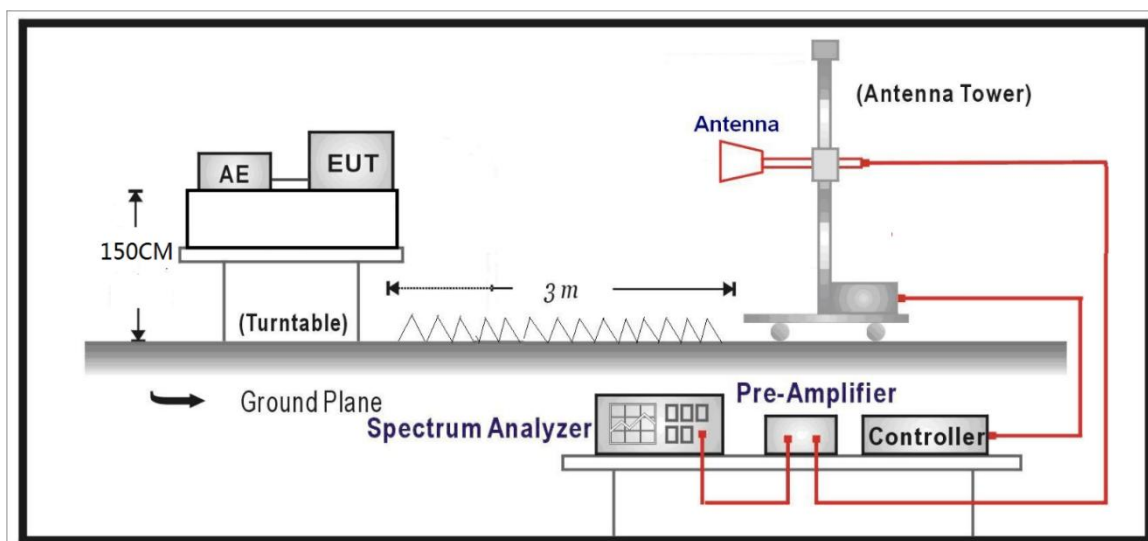 (Antenna Tower)
Antenna
EUT
AE
150CM
3 m
(Turntable)
Ground Plane
Pre-Amplifier
Spectrum Analyzer
Controller